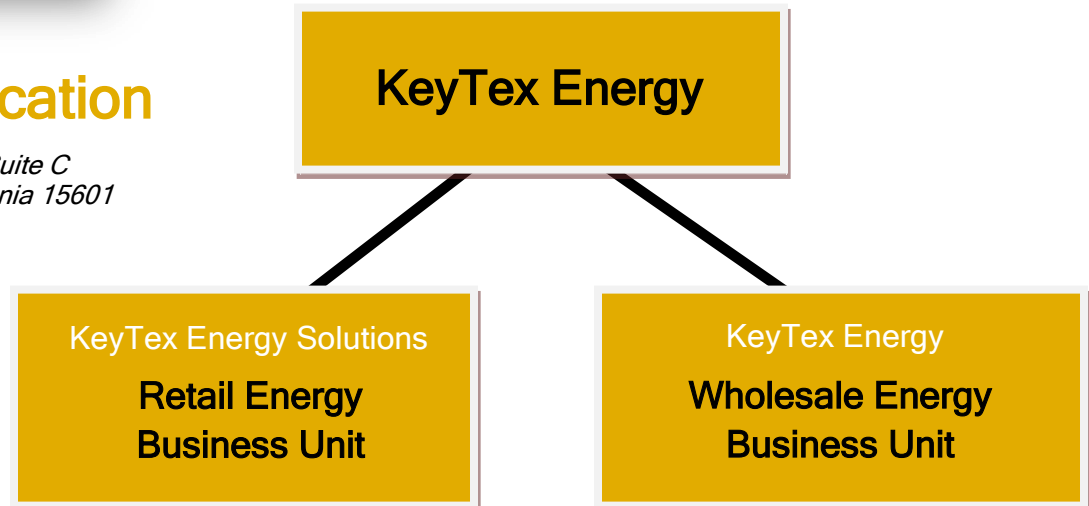 KeyTex Energy
cation
uite C
nia 15601
KeyTex Energy Solutions
Retail Energy
Business Unit
KeyTex Energy
Wholesale Energy
Business Unit